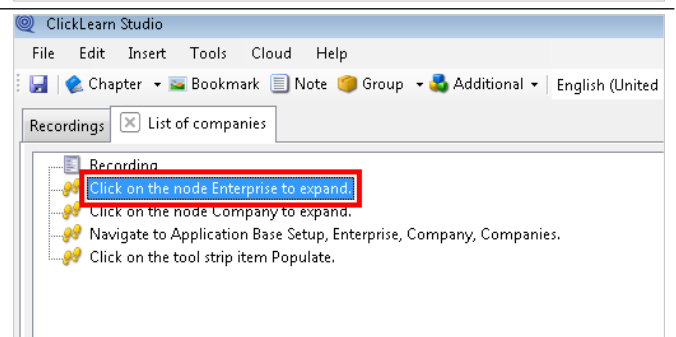 ClickLearn Studio
File Edit Insert Tools Cloud Help
Chapter Bookmark Note Group Additional English (United
Recordings List of companies
Recording
Click on the node Enterprise to expand.
Click on the node Company to expand.
Navigate to Application Base Setup, Enterprise, Company, Companies.
Click on the tool strip item Populate.